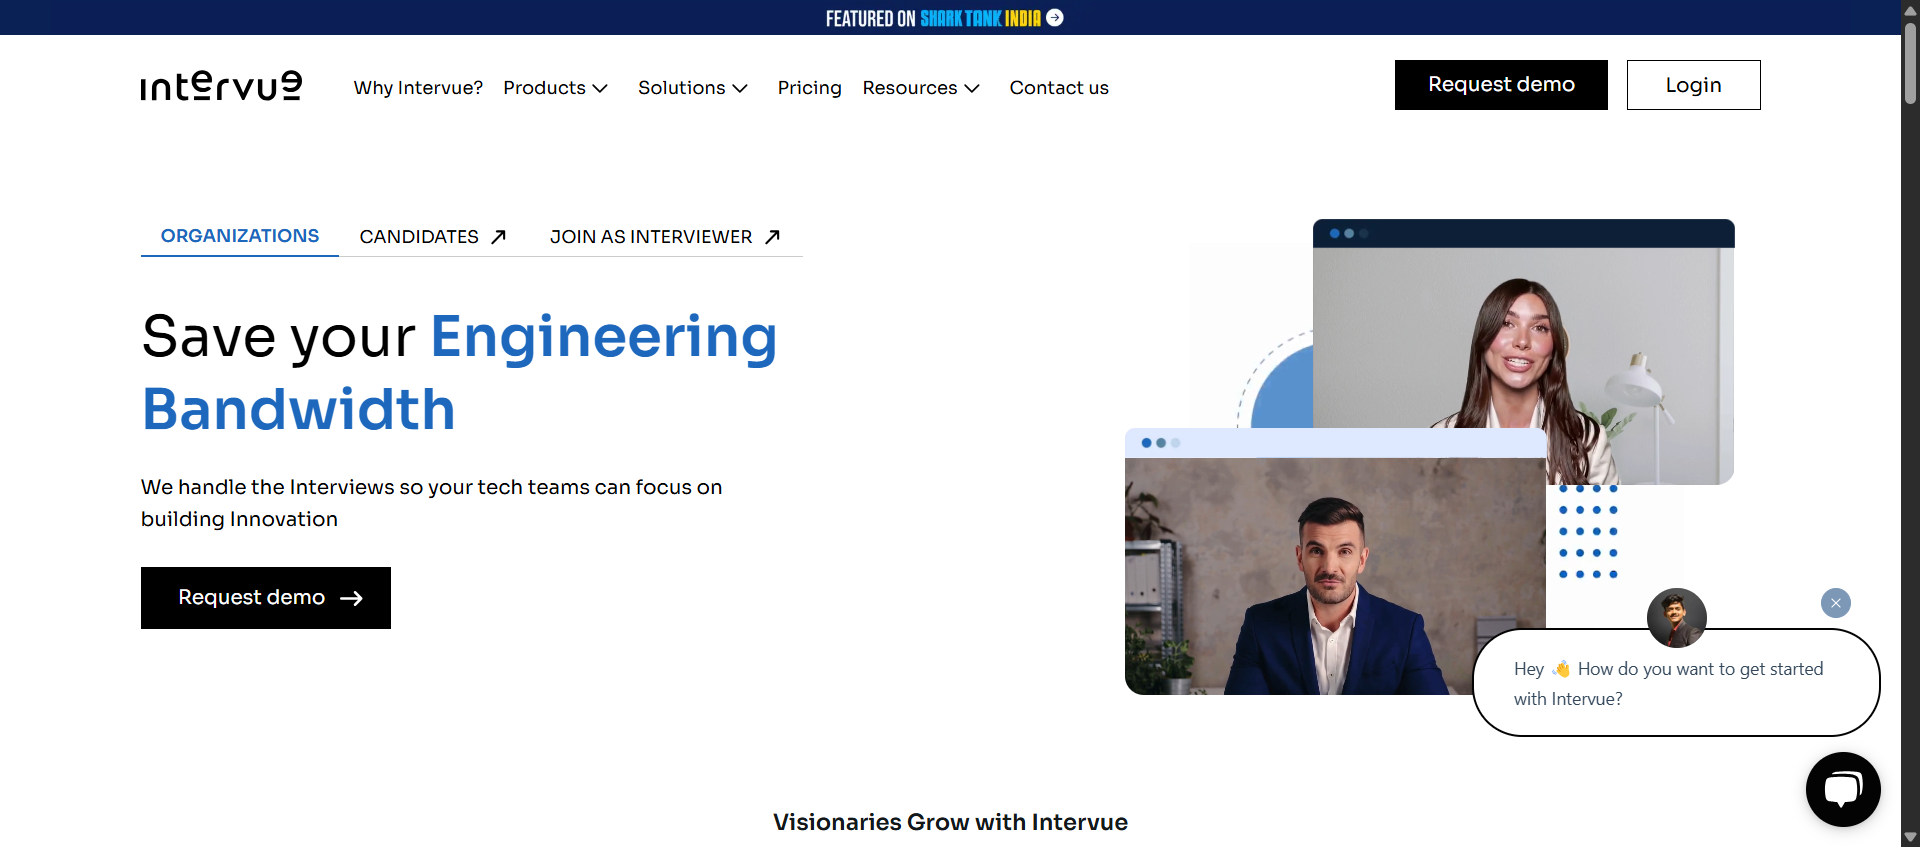 FEATURED ON SHARK TANK INDIA
intervue
Why Intervue? Products Solutions Pricing Resources Contact us
Request demo Login
ORGANIZATIONS CANDIDATES JOIN AS INTERVIEWER
Save your Engineering
Bandwidth
We handle the Interviews so your tech teams can focus on
building Innovation
Request demo
Hey 👋 How do you want to get started
with Intervue?
Visionaries Grow with Intervue